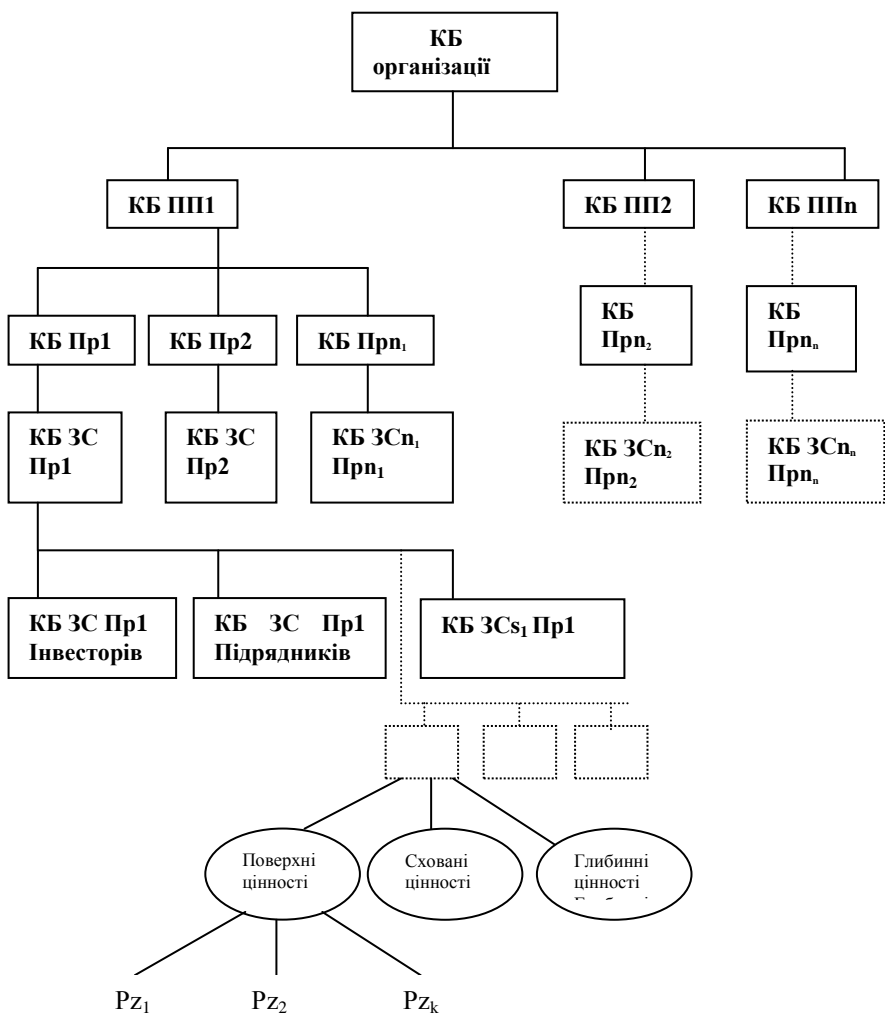 КБ
організації
КБ ПП1
КБ ПП2
КБ ППn
КБ Пр1
КБ Пр2
КБ Прn₁
КБ
Прn₂
КБ
Прnₙ
КБ ЗС
Пр1
КБ ЗС
Пр2
КБ ЗСn₁
Прn₁
КБ ЗСn₂
Прn₂
КБ ЗСnₙ
Прnₙ
КБ ЗС Пр1
Інвесторів
КБ ЗС Пр1
Підрядників
КБ ЗСs₁ Пр1
Поверхні
цінності
Сховані
цінності
Глибинні
цінності
Pz₁
Pz₂
Pzₖ